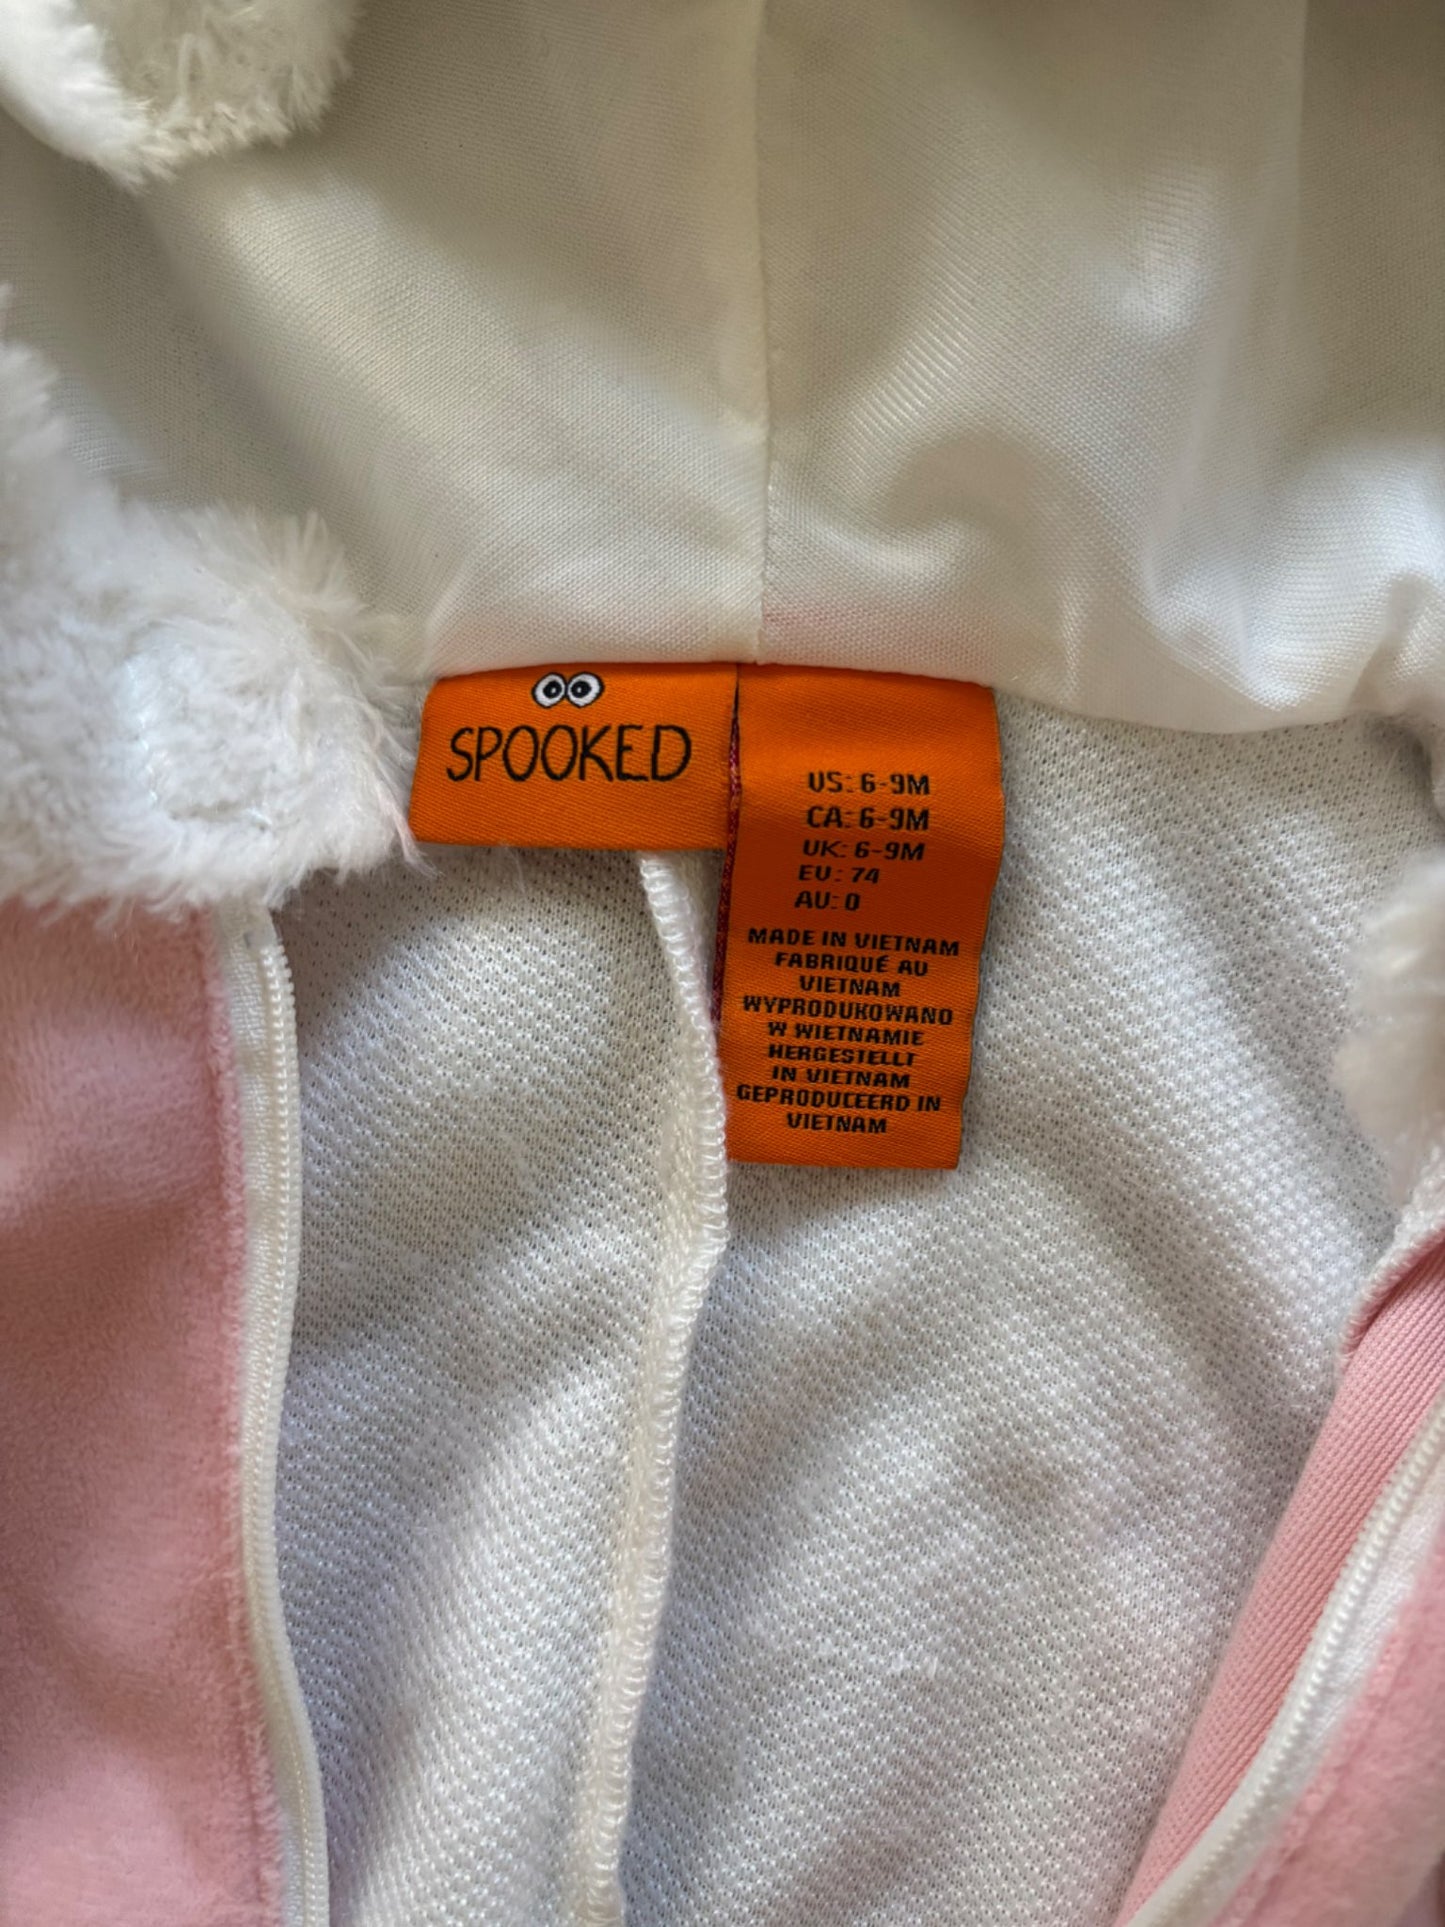 SPOOKED
US: 6-9M
CA: 6-9M
UK: 6-9M
EU: 74
AU: 0
MADE IN VIETNAM
FABRIQUÉ AU
VIETNAM
WYPRODUKOWANO
W WIETNAMIE
HERGESTELLT
IN VIETNAM
GEPRODUCEERD IN
VIETNAM